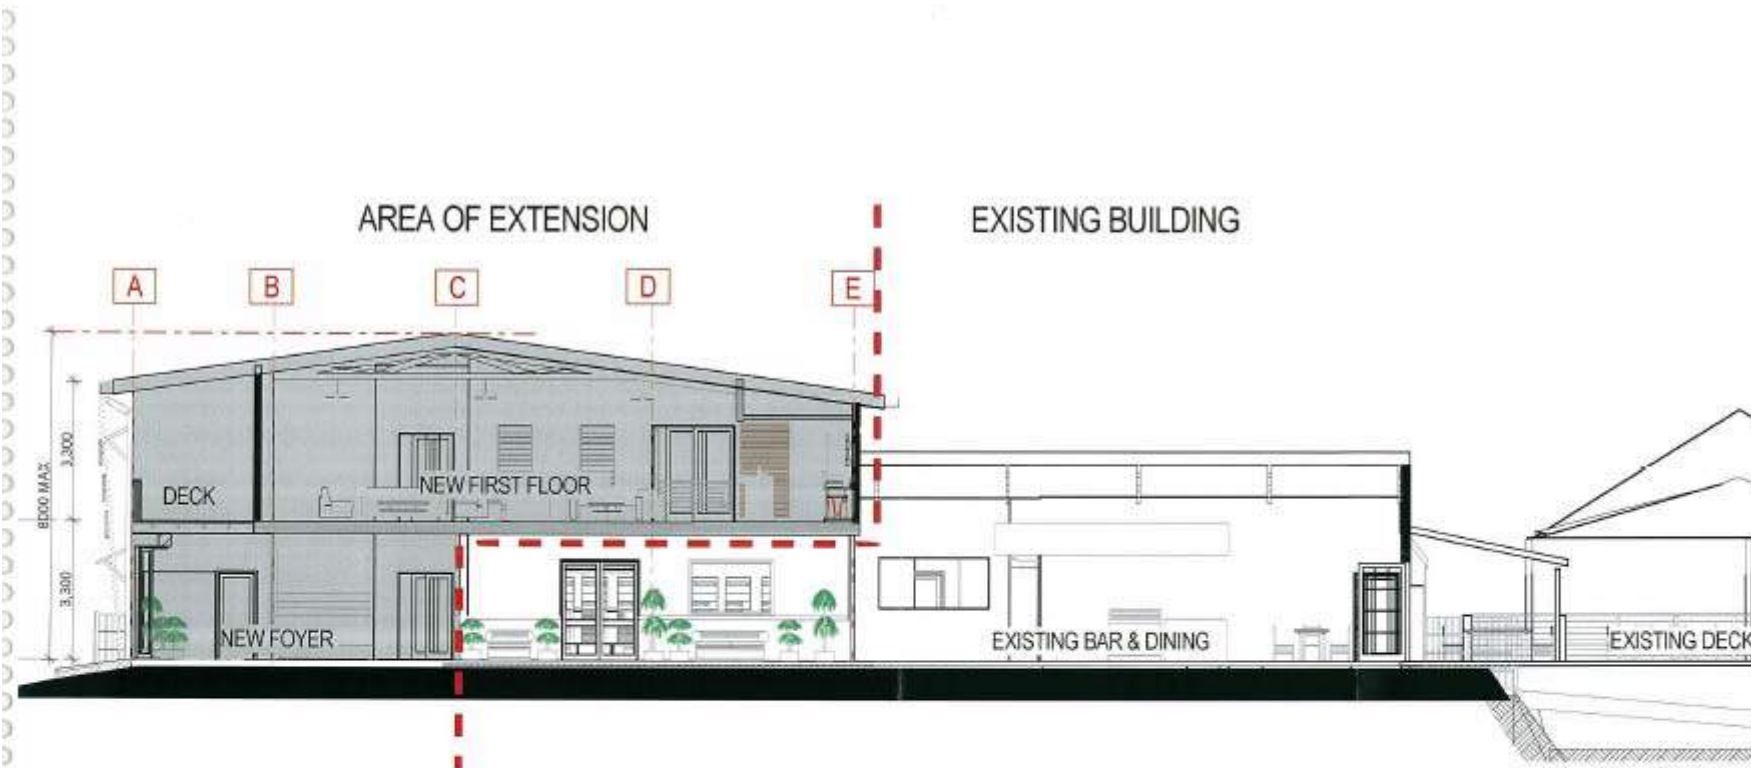 AREA OF EXTENSION
EXISTING BUILDING
A
B
C
D
E
8000 MAX
3,300
3,300
DECK
NEW FIRST FLOOR
NEW FOYER
EXISTING BAR & DINING
EXISTING DECK